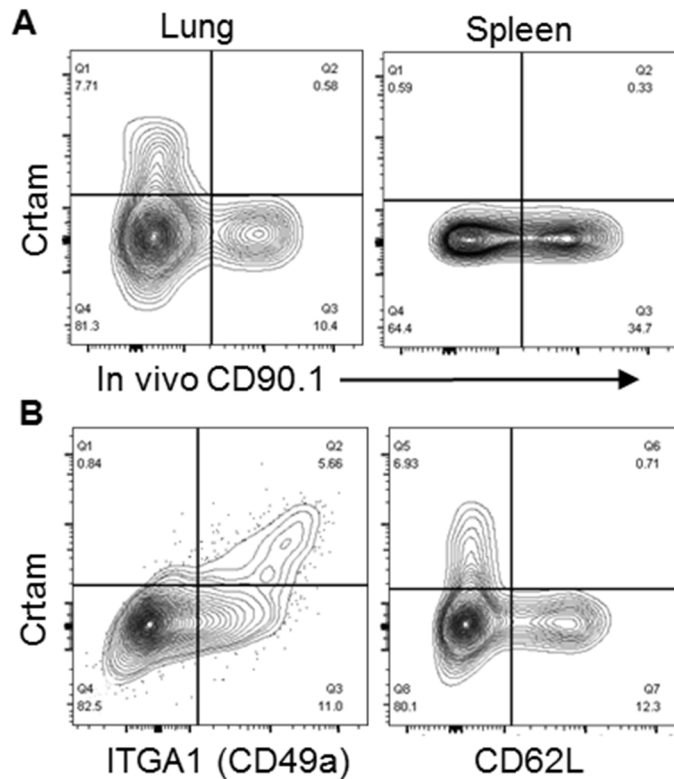 A
Lung
Spleen
Q1
7.71
Q2
0.58
Q1
0.59
Q2
0.33
Crtam
Q4
81.3
Q3
10.4
Q4
64.4
Q3
34.7
In vivo CD90.1
B
Q1
0.84
Q2
5.66
Q5
6.93
Q6
0.71
Crtam
Q4
82.5
Q3
11.0
Q8
80.1
Q7
12.3
ITGA1 (CD49a)
CD62L